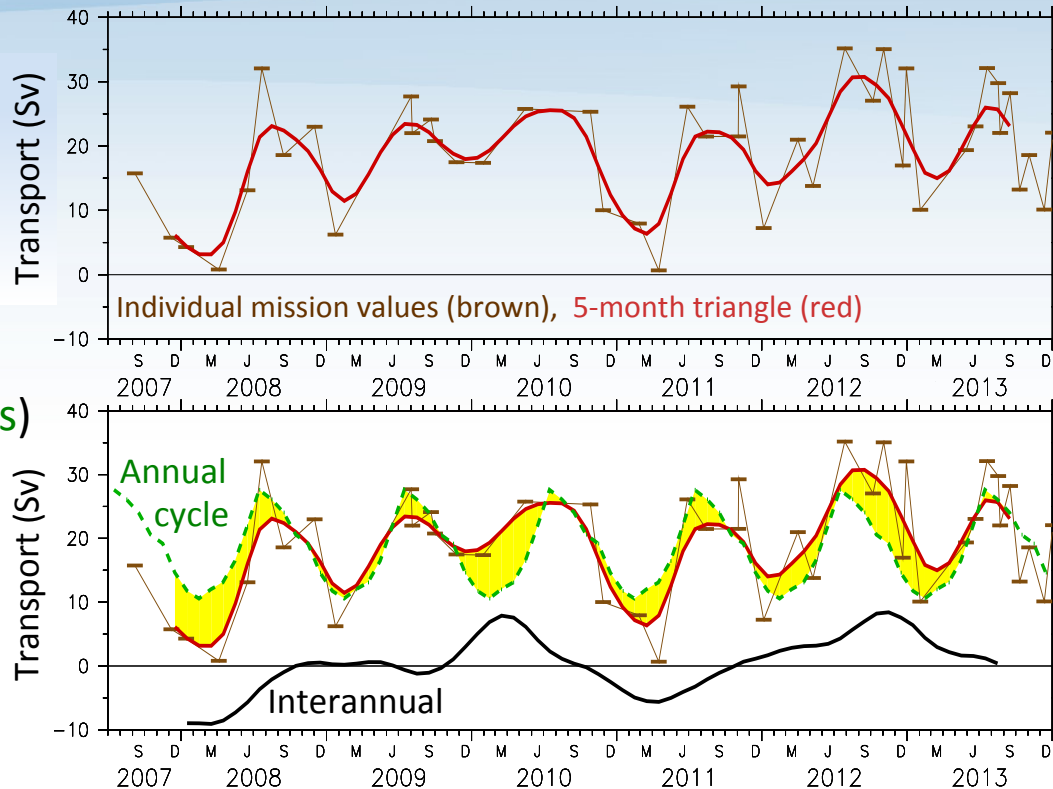 Transport (Sv)
40
30
20
10
0
−10
Individual mission values (brown), 5-month triangle (red)
S D M J S D M J S D M J S D M J S D M J S D M J S D
2007 2008 2009 2010 2011 2012 2013
s)
Transport (Sv)
40
30
20
10
0
−10
Annual
cycle
Interannual
S D M J S D M J S D M J S D M J S D M J S D M J S D
2007 2008 2009 2010 2011 2012 2013